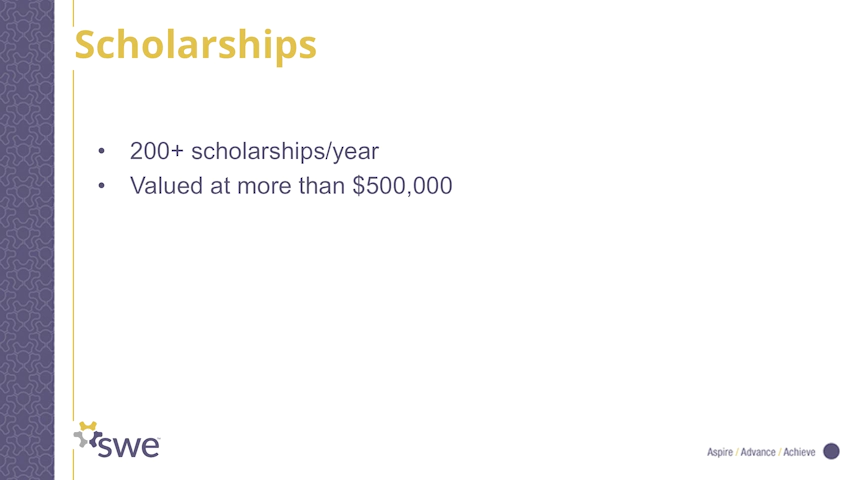 Scholarships
• 200+ scholarships/year
• Valued at more than $500,000
swe
Aspire / Advance / Achieve